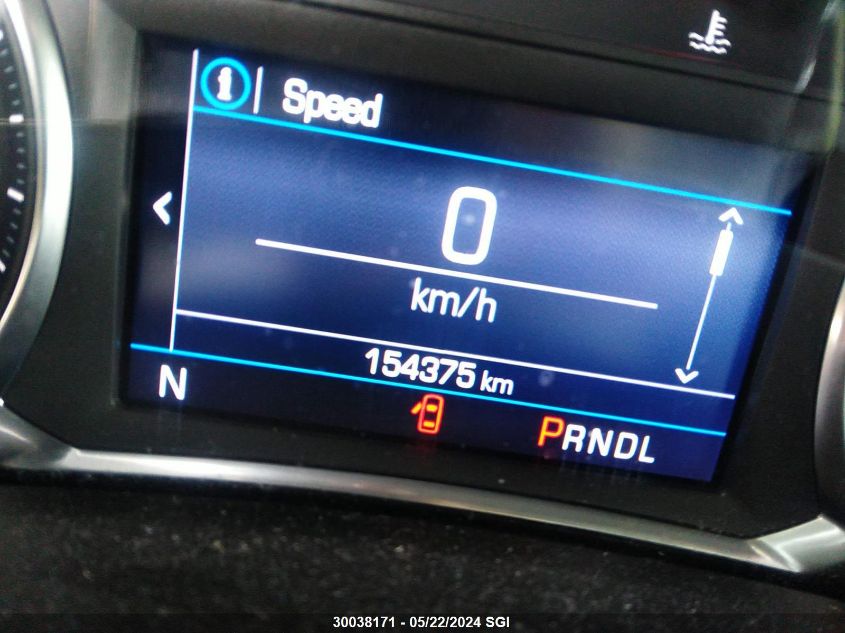 i | Speed
0
km/h
154375 km
N
PRNDL
30038171 - 05/22/2024 SGI